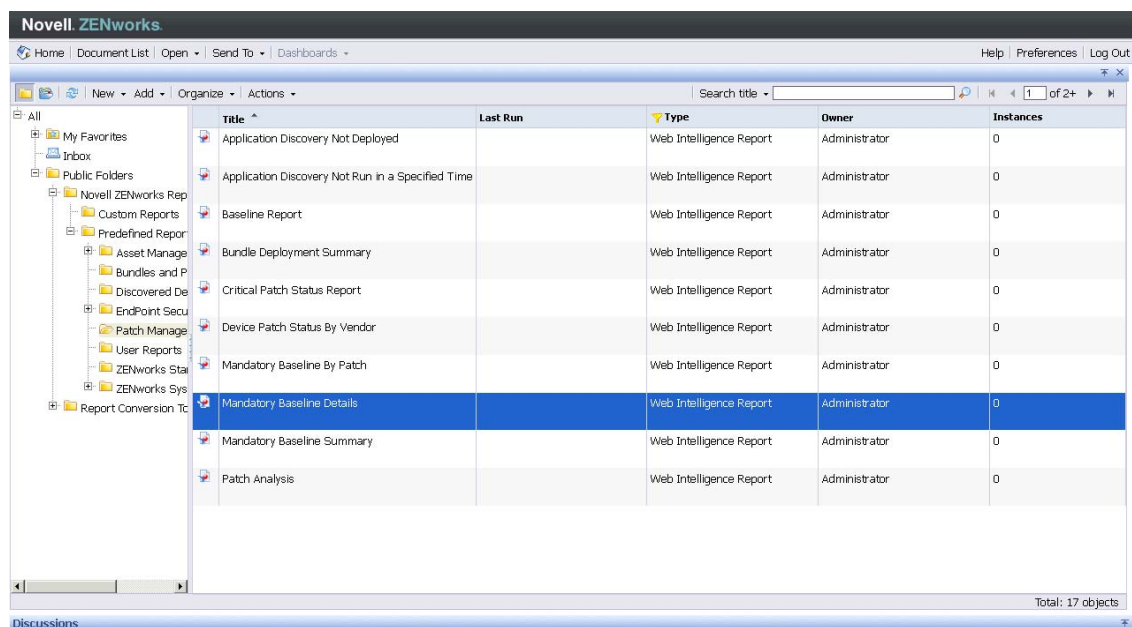 Novell. ZENworks.
Home Document List Open Send To Dashboards Help Preferences Log Out
New Add Organize Actions Search title 1 of 2+
All
My Favorites
Inbox
Public Folders
Novell ZENworks Rep
Custom Reports
Predefined Repor
Asset Manage
Bundles and P
Discovered De
EndPoint Secu
Patch Manage
User Reports
ZENworks Sta
ZENworks Sys
Report Conversion To
Title Last Run Type Owner Instances
Application Discovery Not Deployed Web Intelligence Report Administrator 0
Application Discovery Not Run in a Specified Time Web Intelligence Report Administrator 0
Baseline Report Web Intelligence Report Administrator 0
Bundle Deployment Summary Web Intelligence Report Administrator 0
Critical Patch Status Report Web Intelligence Report Administrator 0
Device Patch Status By Vendor Web Intelligence Report Administrator 0
Mandatory Baseline By Patch Web Intelligence Report Administrator 0
Mandatory Baseline Details Web Intelligence Report Administrator 0
Mandatory Baseline Summary Web Intelligence Report Administrator 0
Patch Analysis Web Intelligence Report Administrator 0
Total: 17 objects
Discussions